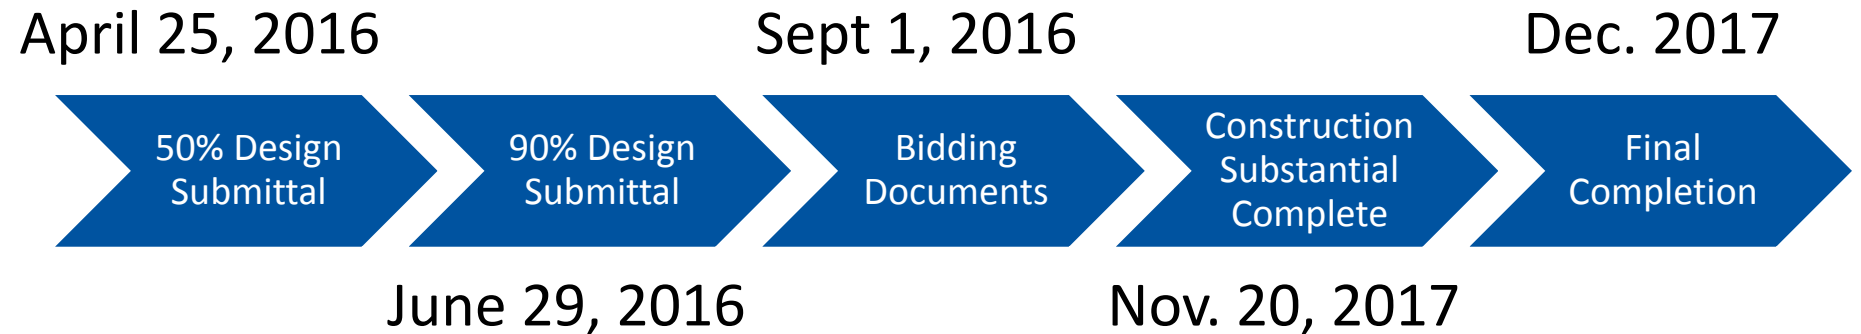 April 25, 2016
Sept 1, 2016
Dec. 2017
50% Design
Submittal
90% Design
Submittal
Bidding
Documents
Construction
Substantial
Complete
Final
Completion
June 29, 2016
Nov. 20, 2017